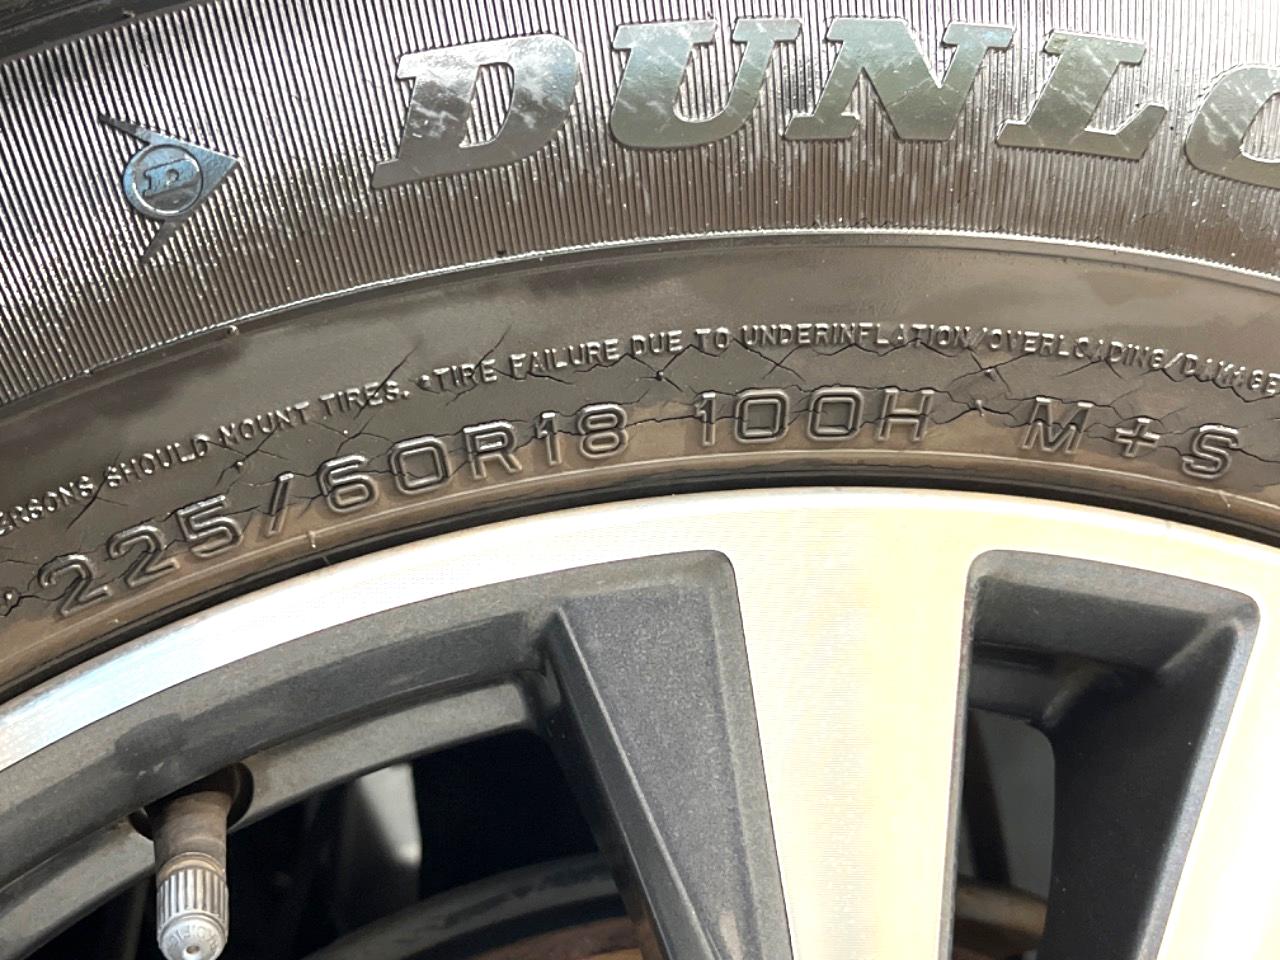 D
DUNLO
ERSONS SHOULD MOUNT TIRES. •TIRE FAILURE DUE TO UNDERINFLATION/OVERLOADING/DAMAGE
225/60R18 100H M+S